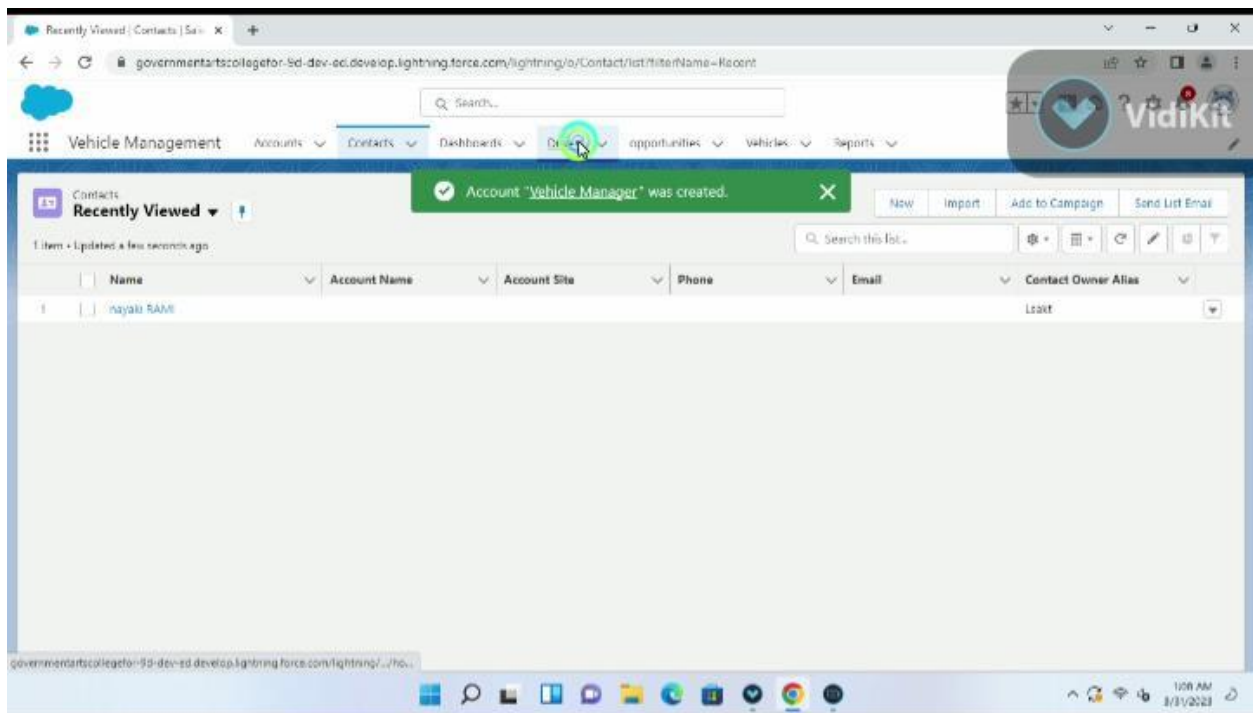 Recently Viewed | Contacts | Sa
governmentartscollegefor-9d-dev-ed.develop.lightning.force.com/lightning/o/Contact/list?filterName=Recent
Search...
VidiKit
Vehicle Management Accounts Contacts Dashboards opportunities Vehicles Reports
Account "Vehicle Manager" was created.
Contacts
Recently Viewed
New Import Add to Campaign Send List Email
1 item • Updated a few seconds ago
Search this list...
Name Account Name Account Site Phone Email Contact Owner Alias
1 nayaki RAMI
governmentartscollegefor-9d-dev-ed.develop.lightning.force.com/lightning/.../ho...
1:08 AM
3/31/2023